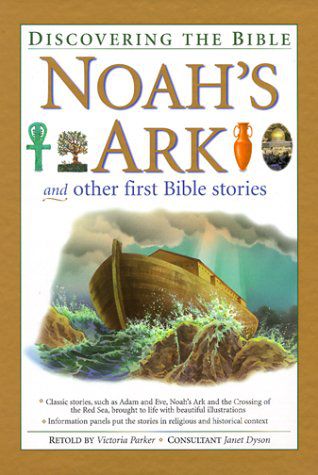 DISCOVERING THE BIBLE
NOAH'S
ARK
and other first Bible stories
• Classic stories, such as Adam and Eve, Noah's Ark and the Crossing of
the Red Sea, brought to life with beautiful illustrations
• Information panels put the stories in religious and historical context
RETOLD BY Victoria Parker • CONSULTANT Janet Dyson